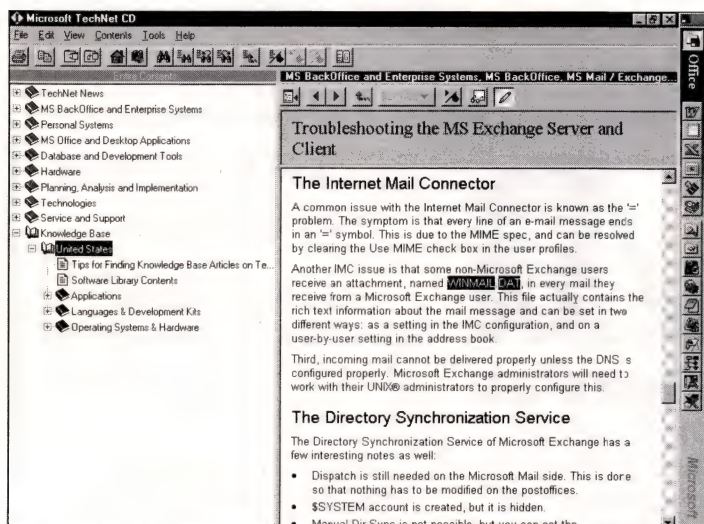 Microsoft TechNet CD
File Edit View Contents Tools Help
Entire Contents
TechNet News
MS BackOffice and Enterprise Systems
Personal Systems
MS Office and Desktop Applications
Database and Development Tools
Hardware
Planning, Analysis and Implementation
Technologies
Service and Support
Knowledge Base
United States
Tips for Finding Knowledge Base Articles on Te...
Software Library Contents
Applications
Languages & Development Kits
Operating Systems & Hardware
MS BackOffice and Enterprise Systems, MS BackOffice, MS Mail / Exchange...
Troubleshooting the MS Exchange Server and
Client
The Internet Mail Connector
A common issue with the Internet Mail Connector is known as the '='
problem. The symptom is that every line of an e-mail message ends
in an '=' symbol. This is due to the MIME spec, and can be resolved
by clearing the Use MIME check box in the user profiles.
Another IMC issue is that some non-Microsoft Exchange users
receive an attachment, named WINMAIL.DAT, in every mail they
receive from a Microsoft Exchange user. This file actually contains the
rich text information about the mail message and can be set in two
different ways: as a setting in the IMC configuration, and on a
user-by-user setting in the address book.
Third, incoming mail cannot be delivered properly unless the DNS is
configured properly. Microsoft Exchange administrators will need to
work with their UNIX® administrators to properly configure this.
The Directory Synchronization Service
The Directory Synchronization Service of Microsoft Exchange has a
few interesting notes as well:
• Dispatch is still needed on the Microsoft Mail side. This is done
so that nothing has to be modified on the postoffices.
• $SYSTEM account is created, but it is hidden.
• Manual Dir-Sync is not possible, but you can set the
Office
Microsoft